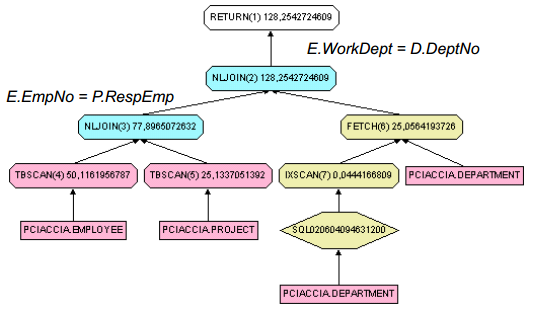 RETURN(1) 128,2542724609
E.WorkDept = D.DeptNo
NLJOIN(2) 128,2542724609
E.EmpNo = P.RespEmp
NLJOIN(3) 77,8965072632
FETCH(6) 25,0564193726
TBSCAN(4) 50,1161956787
TBSCAN(5) 25,1337051392
IXSCAN(7) 0,0444166809
PCIACCIA.DEPARTMENT
PCIACCIA.EMPLOYEE
PCIACCIA.PROJECT
SQL020604094631200
PCIACCIA.DEPARTMENT